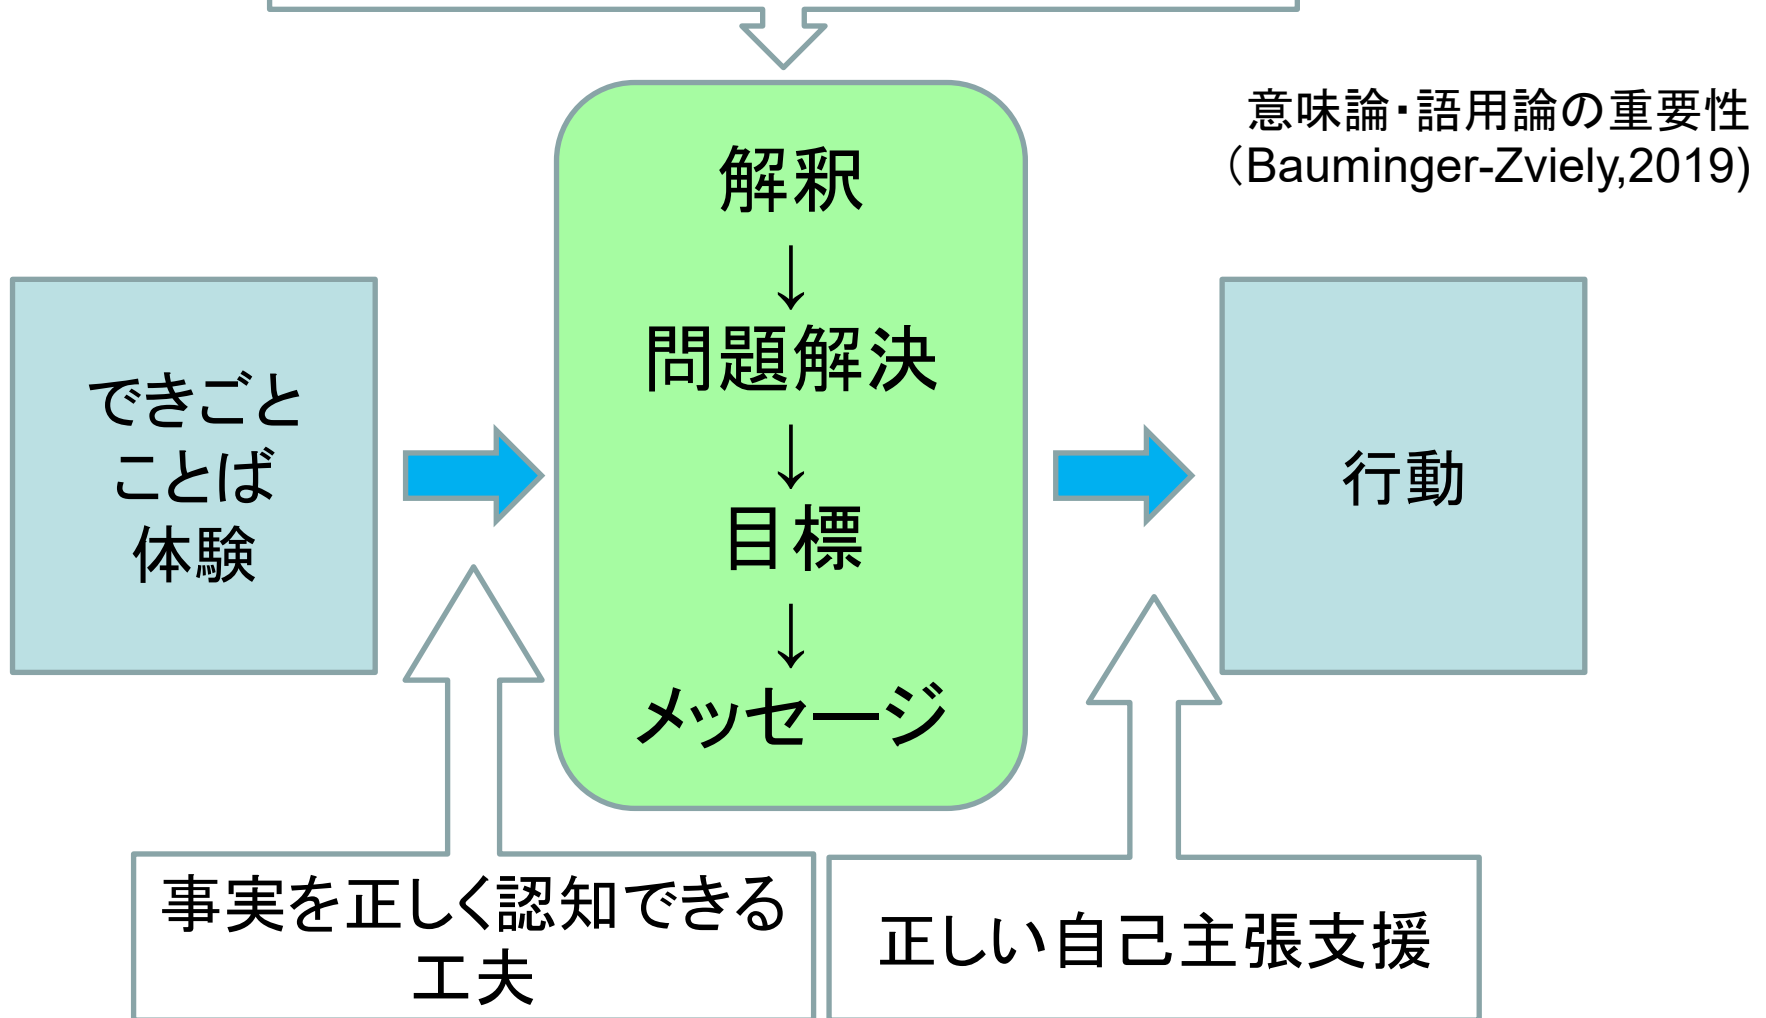 意味論・語用論の重要性
（Bauminger-Zviely,2019)
できごと
ことば
体験
解釈
↓
問題解決
↓
目標
↓
メッセージ
行動
事実を正しく認知できる
工夫
正しい自己主張支援